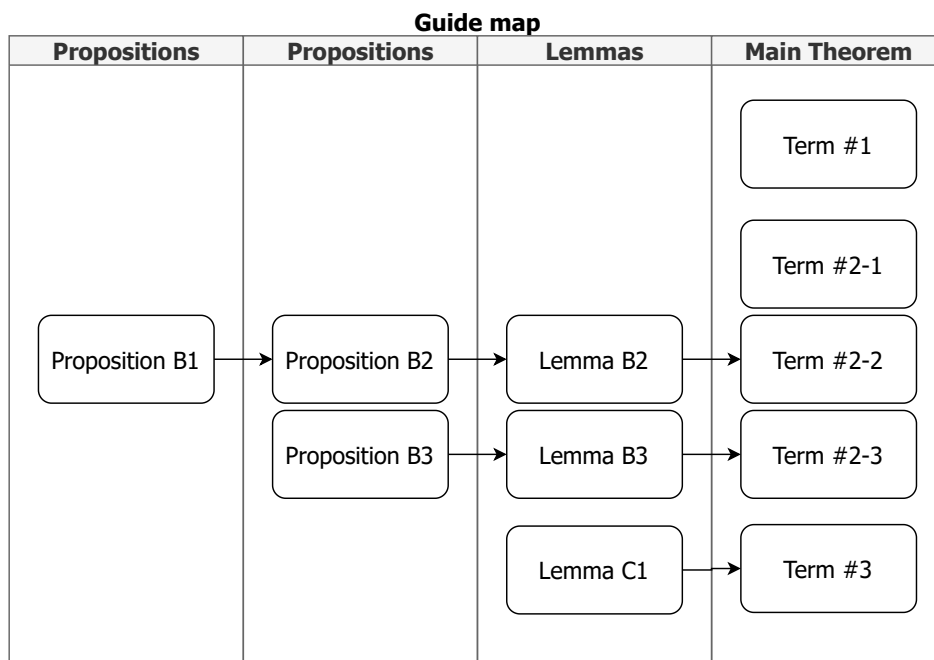 Guide map
Propositions
Propositions
Lemmas
Main Theorem
Term #1
Term #2-1
Proposition B1
Proposition B2
Lemma B2
Term #2-2
Proposition B3
Lemma B3
Term #2-3
Lemma C1
Term #3